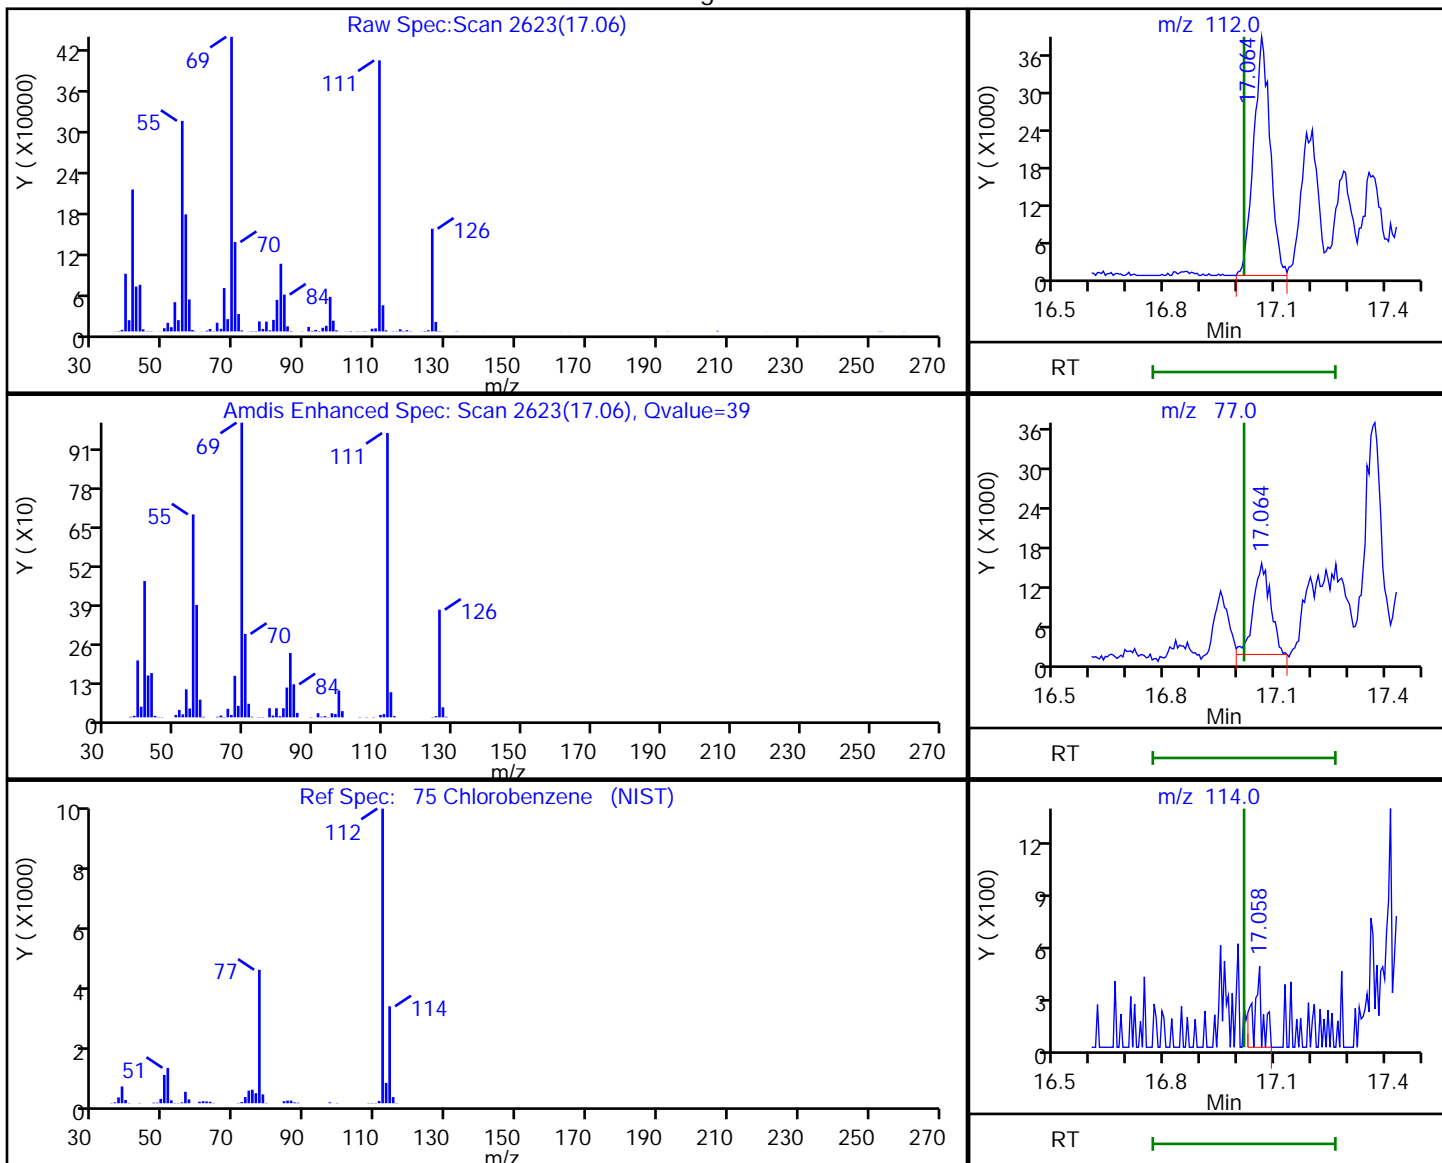 Raw Spec:Scan 2623(17.06)
Y ( X10000)
42
36
30
24
18
12
6
0
69
111
55
126
70
84
30 50 70 90 110 130 150 170 190 210 230 250 270
m/z
m/z 112.0
Y ( X1000)
36
30
24
18
12
6
0
17.064
16.5 16.8 17.1 17.4
Min
RT
Amdis Enhanced Spec: Scan 2623(17.06), Qvalue=39
Y ( X10)
91
78
65
52
39
26
13
0
69
111
55
126
70
84
30 50 70 90 110 130 150 170 190 210 230 250 270
m/z
m/z 77.0
Y ( X1000)
36
30
24
18
12
6
0
17.064
16.5 16.8 17.1 17.4
Min
RT
Ref Spec: 75 Chlorobenzene (NIST)
Y ( X1000)
10
8
6
4
2
0
112
77
114
51
30 50 70 90 110 130 150 170 190 210 230 250 270
m/z
m/z 114.0
Y ( X100)
12
9
6
3
0
17.058
16.5 16.8 17.1 17.4
Min
RT